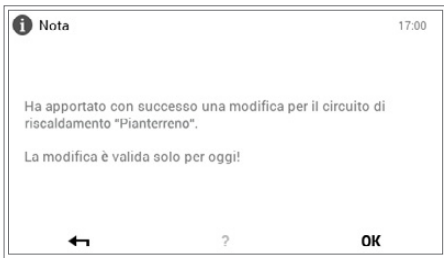 Nota
17:00
Ha apportato con successo una modifica per il circuito di
riscaldamento "Pianterreno".
La modifica è valida solo per oggi!
?
OK